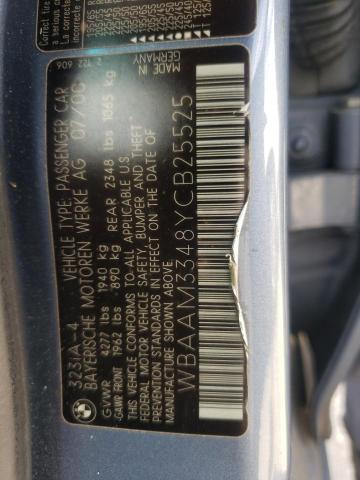 323IA-4 VEHICLE TYPE: PASSENGER CAR
BAYERISCHE MOTOREN WERKE AG 07/00
GVWR 4277 lbs 1940 kg
GAWR FRONT 1962 lbs 890 kg REAR 2348 lbs 1065 kg
THIS VEHICLE CONFORMS TO ALL APPLICABLE U.S.
FEDERAL MOTOR VEHICLE SAFETY, BUMPER AND THEFT
PREVENTION STANDARDS IN EFFECT ON THE DATE OF
MANUFACTURE SHOWN ABOVE.
WBAAM3348YCB25525
MADE IN
GERMANY